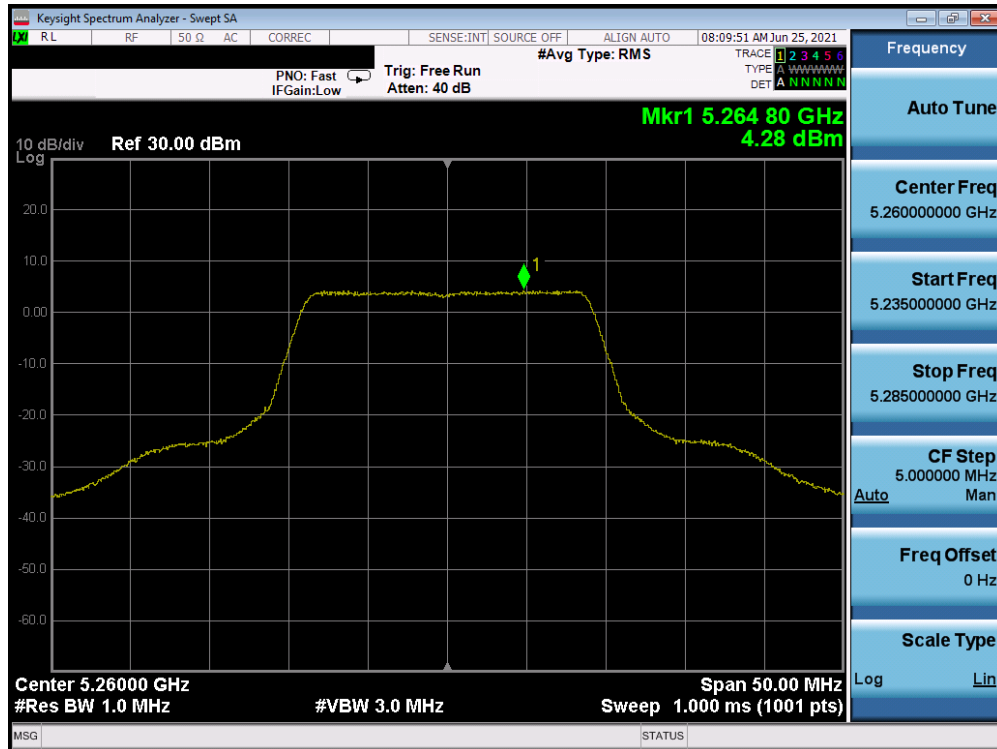 Keysight Spectrum Analyzer - Swept SA
LXI RL RF 50 Ω AC CORREC SENSE:INT SOURCE OFF ALIGN AUTO 08:09:51 AM Jun 25, 2021
#Avg Type: RMS
TRACE 1 2 3 4 5 6
PNO: Fast Trig: Free Run
TYPE A WWWWW
IFGain:Low Atten: 40 dB
DET A N N N N N
Mkr1 5.264 80 GHz
4.28 dBm
10 dB/div Ref 30.00 dBm
Log
20.0
10.0
1
0.00
-10.0
-20.0
-30.0
-40.0
-50.0
-60.0
Center 5.26000 GHz Span 50.00 MHz
#Res BW 1.0 MHz #VBW 3.0 MHz Sweep 1.000 ms (1001 pts)
MSG STATUS
Frequency
Auto Tune
Center Freq
5.260000000 GHz
Start Freq
5.235000000 GHz
Stop Freq
5.285000000 GHz
CF Step
5.000000 MHz
Auto Man
Freq Offset
0 Hz
Scale Type
Log Lin